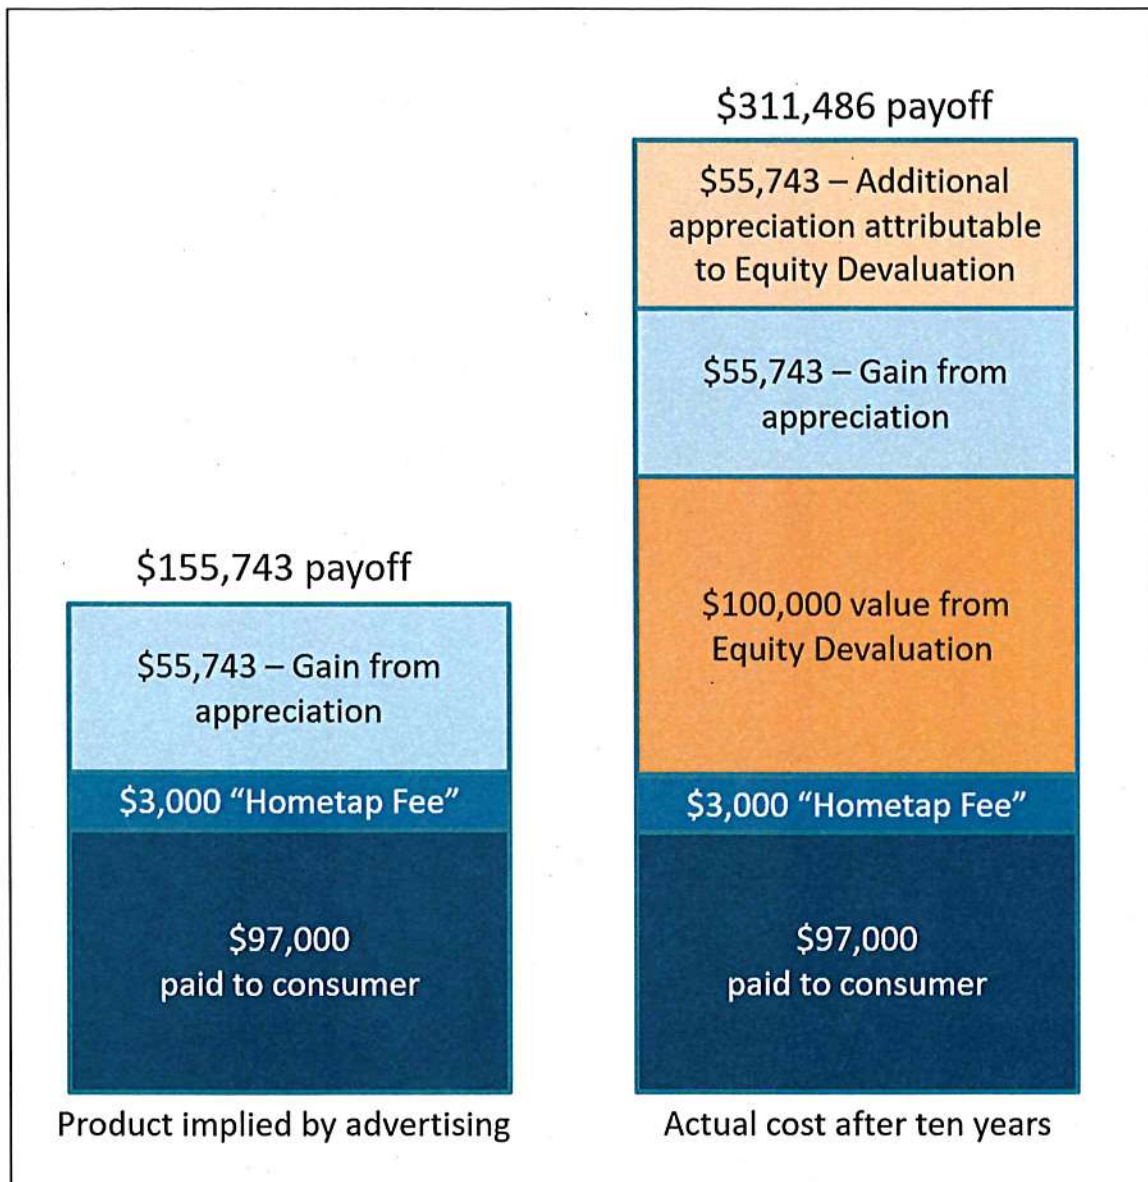 $311,486 payoff
$55,743 – Additional
appreciation attributable
to Equity Devaluation
$55,743 – Gain from
appreciation
$100,000 value from
Equity Devaluation
$3,000 “Hometap Fee”
$97,000
paid to consumer
Actual cost after ten years
$155,743 payoff
$55,743 – Gain from
appreciation
$3,000 “Hometap Fee”
$97,000
paid to consumer
Product implied by advertising